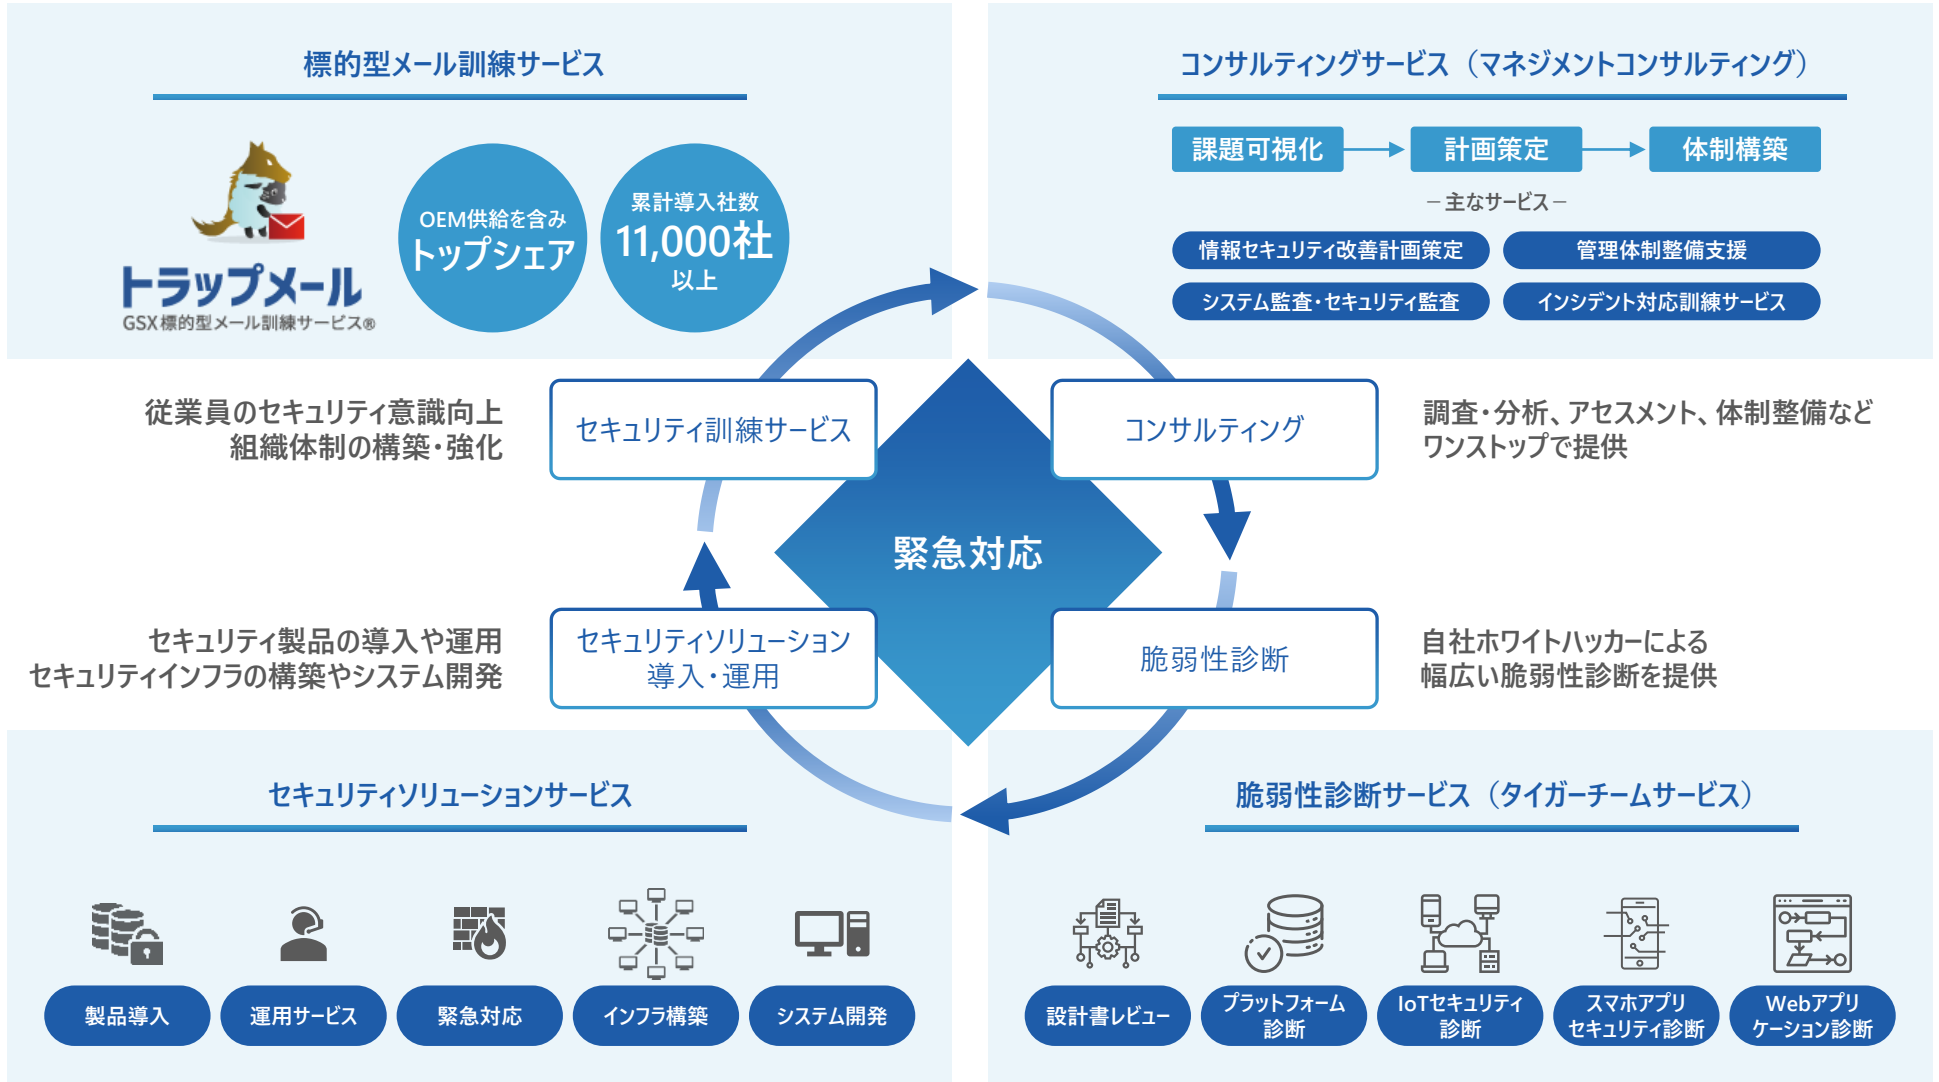 標的型メール訓練サービス
OEM供給を含み
トップシェア
累計導入社数
11,000社
以上
トラップメール
GSX標的型メール訓練サービス®
コンサルティングサービス（マネジメントコンサルティング）
課題可視化
計画策定
体制構築
－主なサービス－
情報セキュリティ改善計画策定
管理体制整備支援
システム監査・セキュリティ監査
インシデント対応訓練サービス
従業員のセキュリティ意識向上
組織体制の構築・強化
セキュリティ訓練サービス
コンサルティング
調査・分析、アセスメント、体制整備など
ワンストップで提供
緊急対応
セキュリティ製品の導入や運用
セキュリティインフラの構築やシステム開発
セキュリティソリューション
導入・運用
脆弱性診断
自社ホワイトハッカーによる
幅広い脆弱性診断を提供
セキュリティソリューションサービス
製品導入
運用サービス
緊急対応
インフラ構築
システム開発
脆弱性診断サービス（タイガーチームサービス）
設計書レビュー
プラットフォーム
診断
IoTセキュリティ
診断
スマホアプリ
セキュリティ診断
Webアプリ
ケーション診断